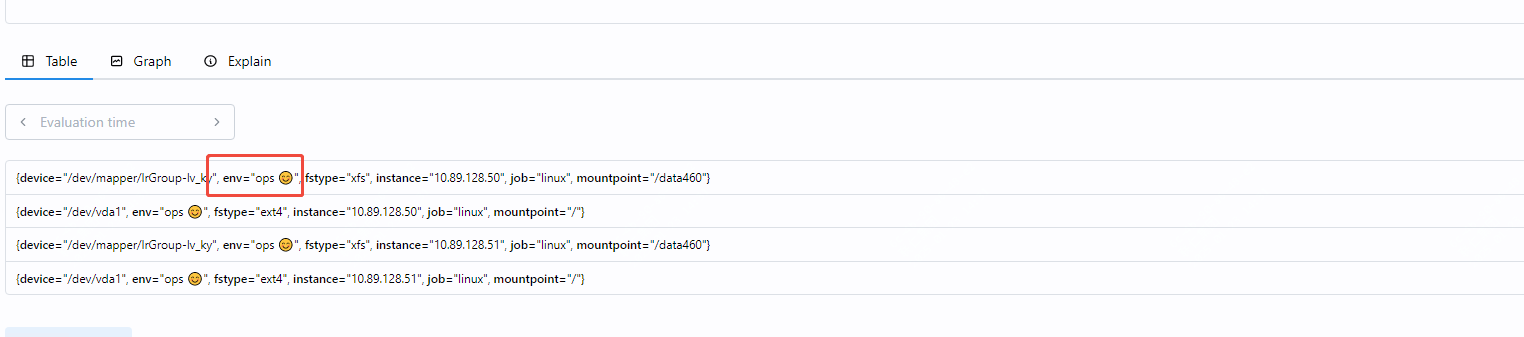 Table Graph Explain
Evaluation time
{device="/dev/mapper/lrGroup-lv_ky", env="ops 😊", fstype="xfs", instance="10.89.128.50", job="linux", mountpoint="/data460"}
{device="/dev/vda1", env="ops 😊", fstype="ext4", instance="10.89.128.50", job="linux", mountpoint="/"}
{device="/dev/mapper/lrGroup-lv_ky", env="ops 😊", fstype="xfs", instance="10.89.128.51", job="linux", mountpoint="/data460"}
{device="/dev/vda1", env="ops 😊", fstype="ext4", instance="10.89.128.51", job="linux", mountpoint="/"}